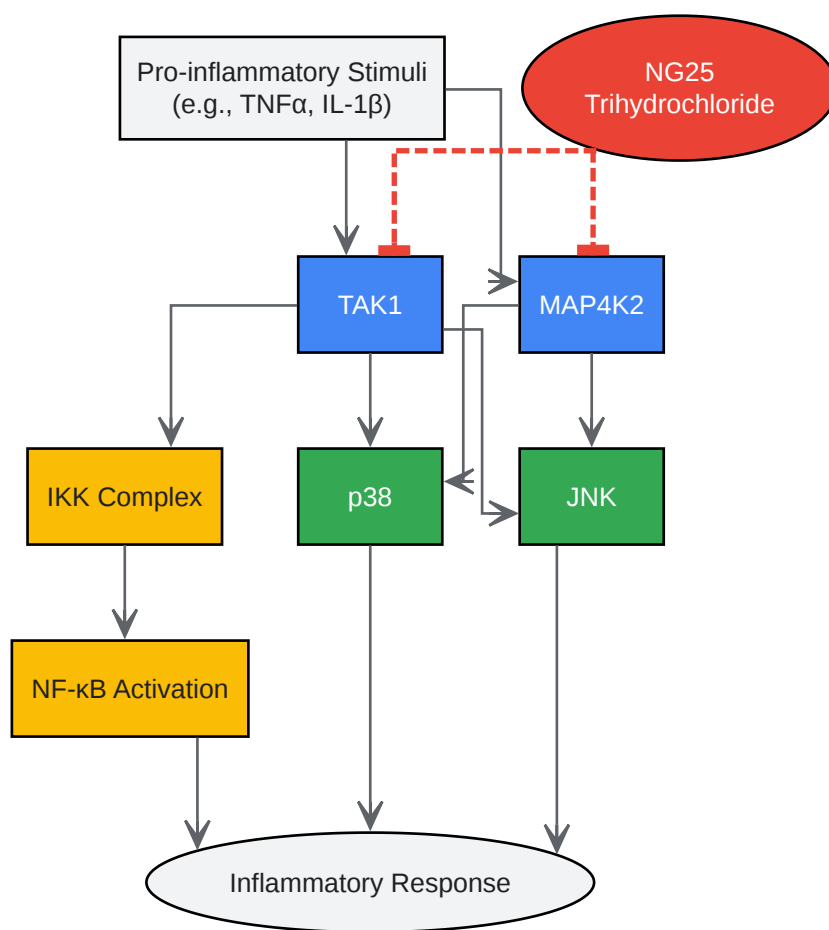 Pro-inflammatory Stimuli
(e.g., TNFα, IL-1β)
NG25
Trihydrochloride
TAK1
MAP4K2
IKK Complex
p38
JNK
NF-κB Activation
Inflammatory Response